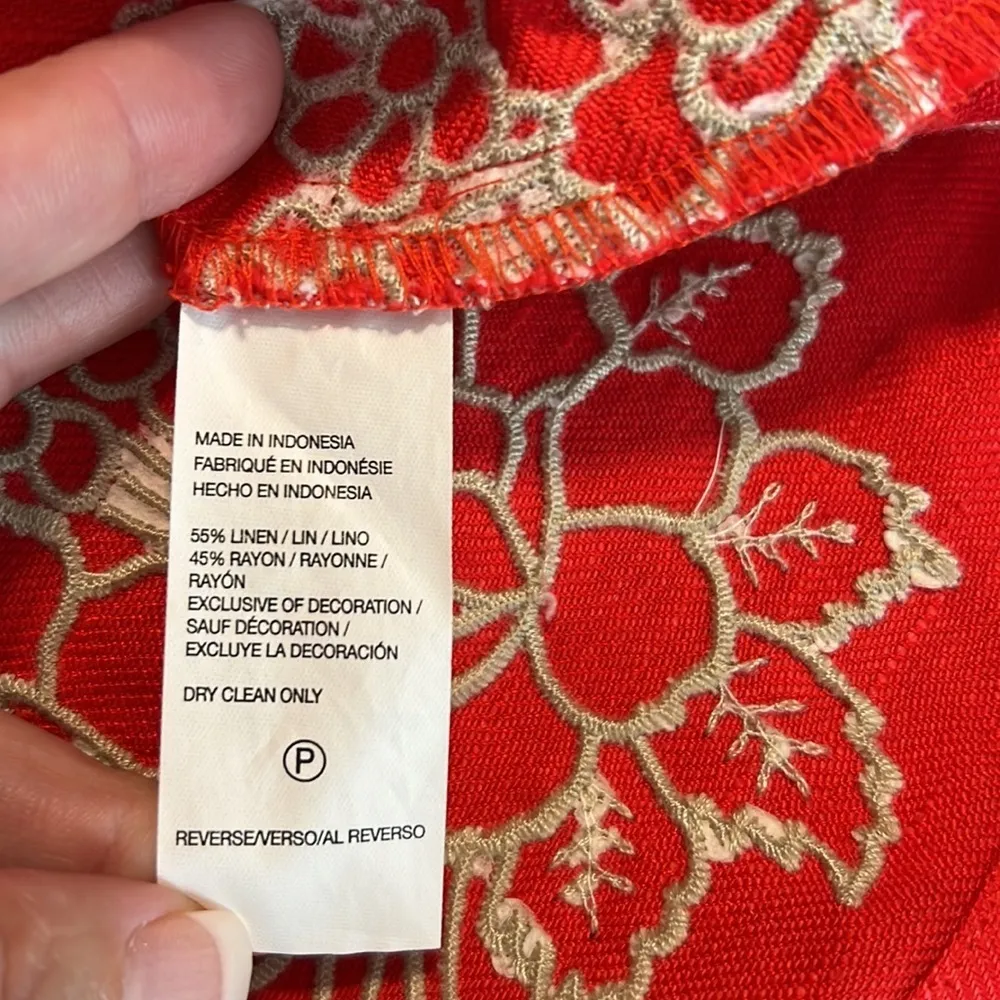 MADE IN INDONESIA
FABRIQUÉ EN INDONÉSIE
HECHO EN INDONESIA
55% LINEN / LIN / LINO
45% RAYON / RAYONNE /
RAYÓN
EXCLUSIVE OF DECORATION /
SAUF DÉCORATION /
EXCLUYE LA DECORACIÓN
DRY CLEAN ONLY
P
REVERSE/VERSO/AL REVERSO